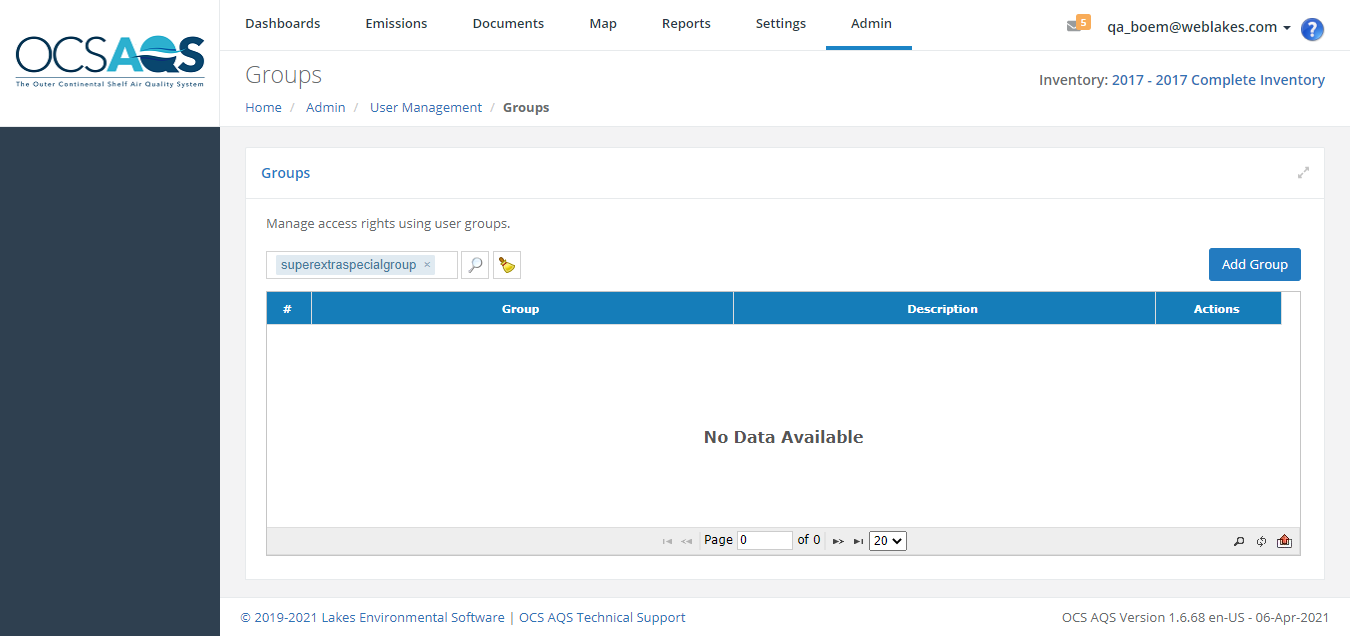 OCSAQS
The Outer Continental Shelf Air Quality System
Dashboards Emissions Documents Map Reports Settings Admin
5 qa_boem@weblakes.com ?
Groups
Inventory: 2017 - 2017 Complete Inventory
Home / Admin / User Management / Groups
Groups
Manage access rights using user groups.
superextraspecialgroup × Add Group
# Group Description Actions
No Data Available
Page 0 of 0 20
© 2019-2021 Lakes Environmental Software | OCS AQS Technical Support OCS AQS Version 1.6.68 en-US - 06-Apr-2021